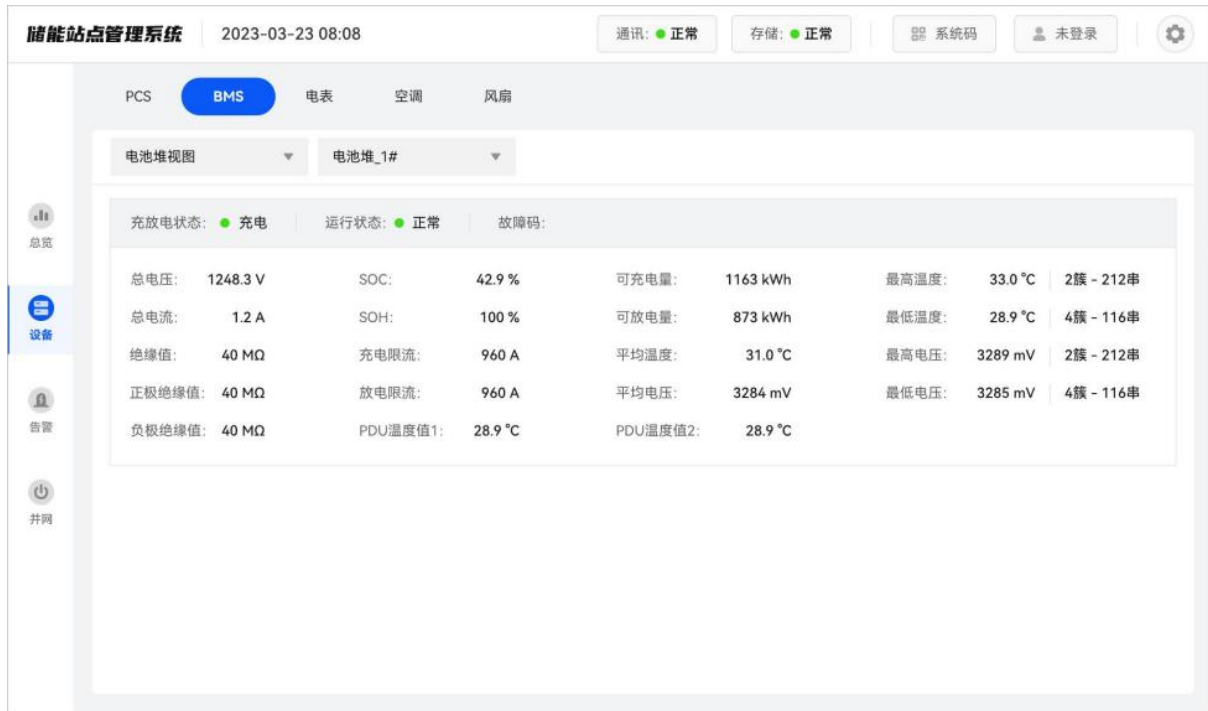 储能站点管理系统 2023-03-23 08:08 通讯: 正常 存储: 正常 系统码 未登录
PCS BMS 电表 空调 风扇
电池堆视图 电池堆_1#
总览
设备
告警
并网
充放电状态: 充电 运行状态: 正常 故障码:
总电压: 1248.3 V SOC: 42.9 % 可充电量: 1163 kWh 最高温度: 33.0 ℃ 2簇 - 212串
总电流: 1.2 A SOH: 100 % 可放电量: 873 kWh 最低温度: 28.9 ℃ 4簇 - 116串
绝缘值: 40 MΩ 充电限流: 960 A 平均温度: 31.0 ℃ 最高电压: 3289 mV 2簇 - 212串
正极绝缘值: 40 MΩ 放电限流: 960 A 平均电压: 3284 mV 最低电压: 3285 mV 4簇 - 116串
负极绝缘值: 40 MΩ PDU温度值1: 28.9 ℃ PDU温度值2: 28.9 ℃